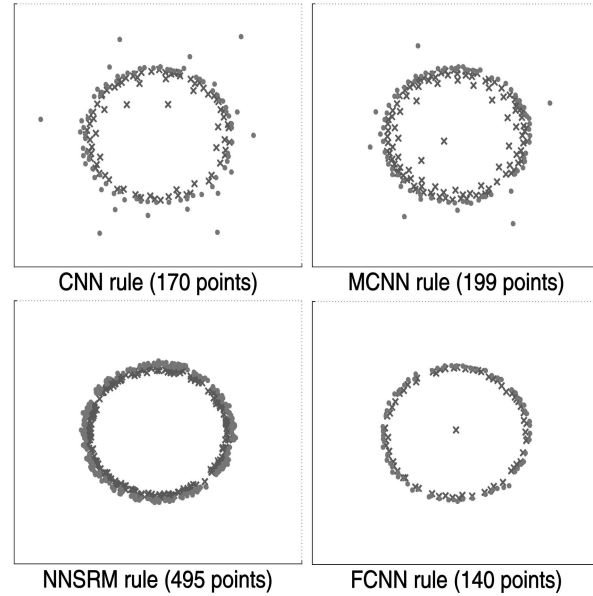 CNN rule (170 points)
MCNN rule (199 points)
NNSRM rule (495 points)
FCNN rule (140 points)